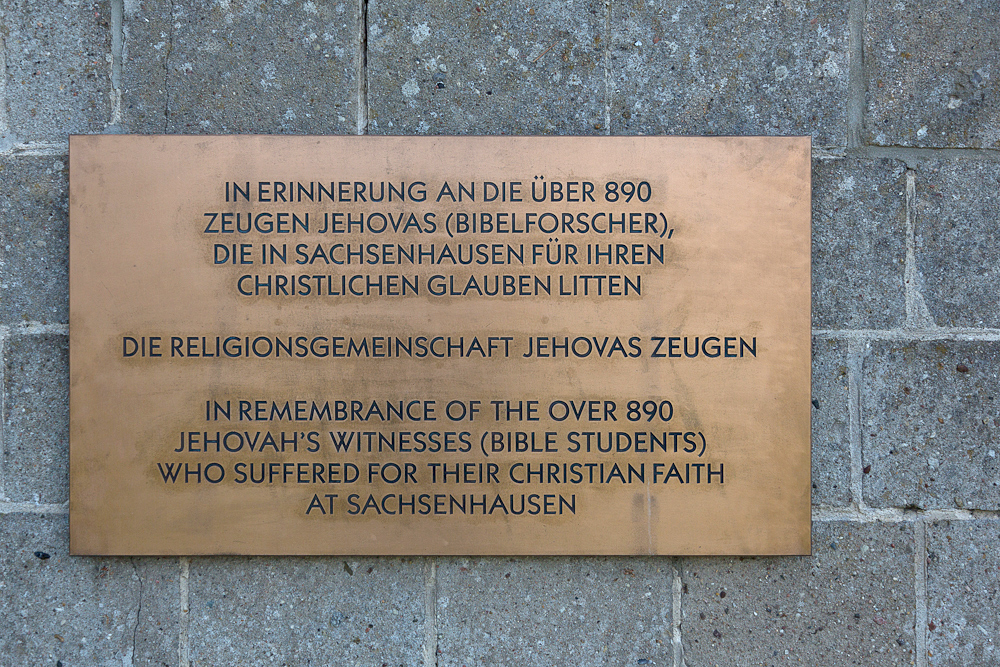 IN ERINNERUNG AN DIE ÜBER 890
ZEUGEN JEHOVAS (BIBELFORSCHER),
DIE IN SACHSENHAUSEN FÜR IHREN
CHRISTLICHEN GLAUBEN LITTEN
DIE RELIGIONSGEMEINSCHAFT JEHOVAS ZEUGEN
IN REMEMBRANCE OF THE OVER 890
JEHOVAH'S WITNESSES (BIBLE STUDENTS)
WHO SUFFERED FOR THEIR CHRISTIAN FAITH
AT SACHSENHAUSEN